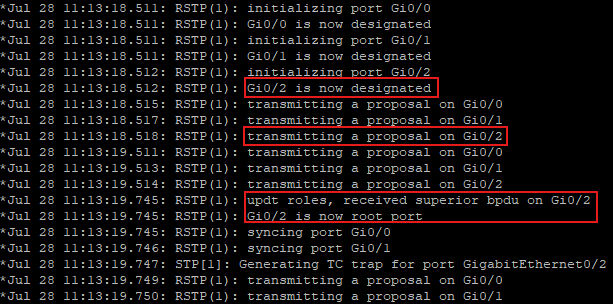 *Jul 28 11:13:18.511: RSTP(1): initializing port Gi0/0
*Jul 28 11:13:18.511: RSTP(1): Gi0/0 is now designated
*Jul 28 11:13:18.511: RSTP(1): initializing port Gi0/1
*Jul 28 11:13:18.511: RSTP(1): Gi0/1 is now designated
*Jul 28 11:13:18.512: RSTP(1): initializing port Gi0/2
*Jul 28 11:13:18.512: RSTP(1): Gi0/2 is now designated
*Jul 28 11:13:18.515: RSTP(1): transmitting a proposal on Gi0/0
*Jul 28 11:13:18.517: RSTP(1): transmitting a proposal on Gi0/1
*Jul 28 11:13:18.518: RSTP(1): transmitting a proposal on Gi0/2
*Jul 28 11:13:19.511: RSTP(1): transmitting a proposal on Gi0/0
*Jul 28 11:13:19.513: RSTP(1): transmitting a proposal on Gi0/1
*Jul 28 11:13:19.514: RSTP(1): transmitting a proposal on Gi0/2
*Jul 28 11:13:19.745: RSTP(1): updt roles, received superior bpdu on Gi0/2
*Jul 28 11:13:19.745: RSTP(1): Gi0/2 is now root port
*Jul 28 11:13:19.745: RSTP(1): syncing port Gi0/0
*Jul 28 11:13:19.746: RSTP(1): syncing port Gi0/1
*Jul 28 11:13:19.747: STP[1]: Generating TC trap for port GigabitEthernet0/2
*Jul 28 11:13:19.749: RSTP(1): transmitting a proposal on Gi0/0
*Jul 28 11:13:19.750: RSTP(1): transmitting a proposal on Gi0/1